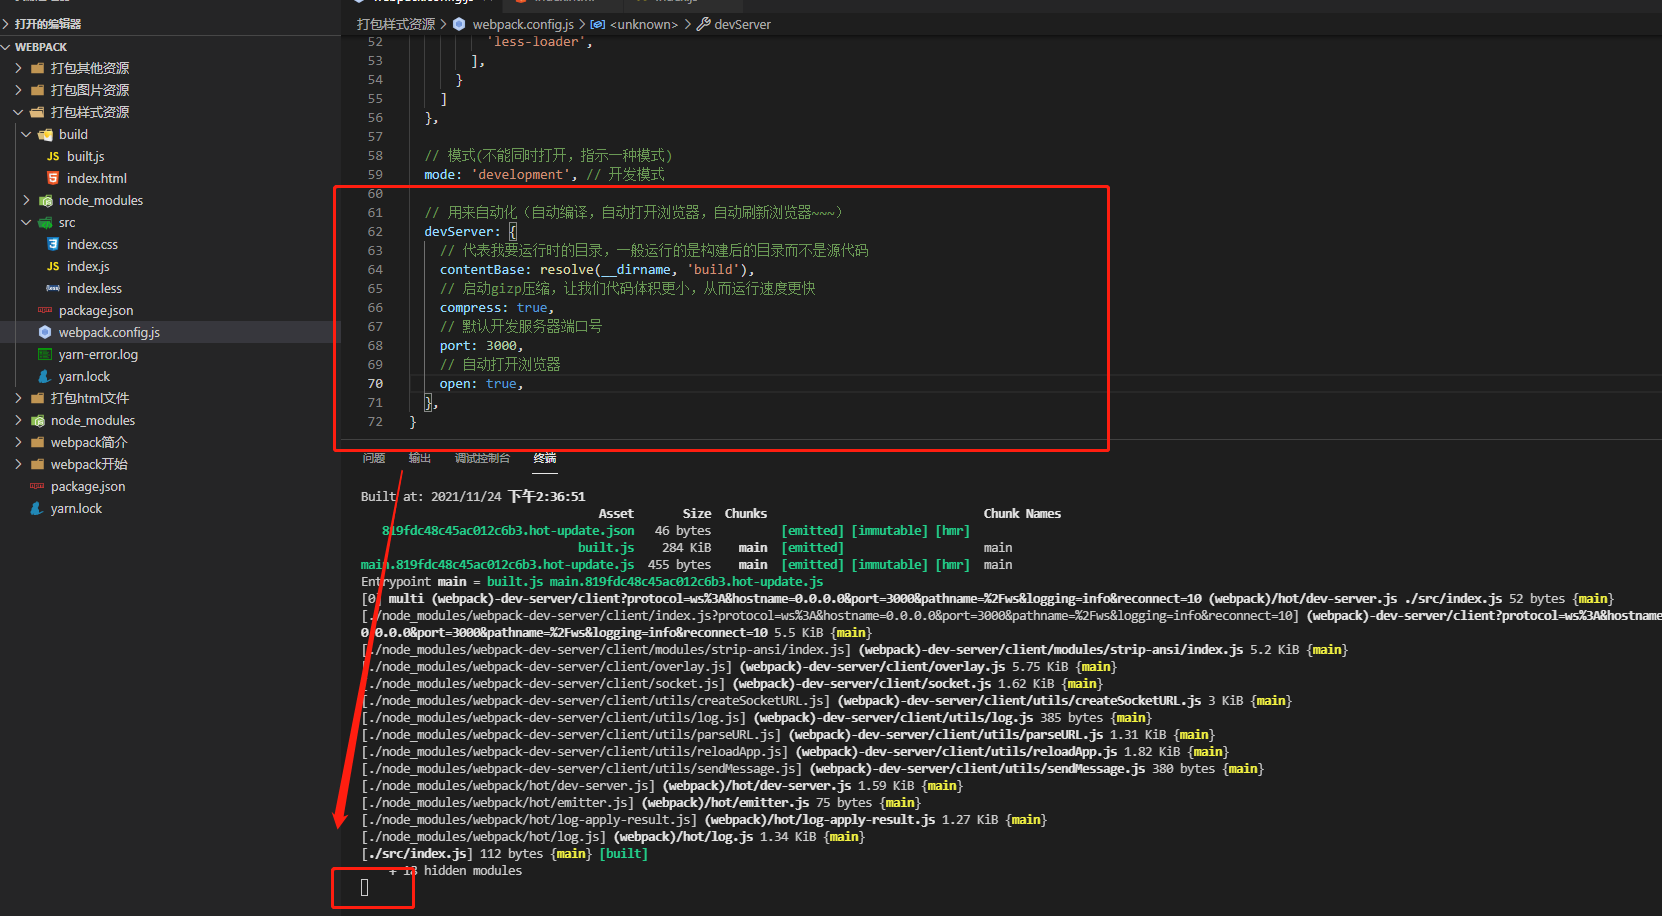 打开的编辑器
WEBPACK
打包其他资源
打包图片资源
打包样式资源
build
JS built.js
index.html
node_modules
src
index.css
JS index.js
{less} index.less
package.json
webpack.config.js
yarn-error.log
yarn.lock
打包html文件
node_modules
webpack简介
webpack开始
package.json
yarn.lock
打包样式资源 > webpack.config.js > <unknown> > devServer
52 'less-loader',
53 ],
54 }
55 ]
56 },
57
58 // 模式(不能同时打开, 指示一种模式)
59 mode: 'development', // 开发模式
60
61 // 用来自动化（自动编译, 自动打开浏览器, 自动刷新浏览器~~~）
62 devServer: {
63 // 代表我要运行时的目录, 一般运行的是构建后的目录而不是源代码
64 contentBase: resolve(__dirname, 'build'),
65 // 启动gizp压缩, 让我们代码体积更小, 从而运行速度更快
66 compress: true,
67 // 默认开发服务器端口号
68 port: 3000,
69 // 自动打开浏览器
70 open: true,
71 },
72 }
问题 输出 调试控制台 终端
Built at: 2021/11/24 下午2:36:51
Asset Size Chunks Chunk Names
819fdc48c45ac012c6b3.hot-update.json 46 bytes [emitted] [immutable] [hmr]
built.js 284 KiB main [emitted] main
main.819fdc48c45ac012c6b3.hot-update.js 455 bytes main [emitted] [immutable] [hmr] main
Entrypoint main = built.js main.819fdc48c45ac012c6b3.hot-update.js
[0] multi (webpack)-dev-server/client?protocol=ws%3A&hostname=0.0.0.0&port=3000&pathname=%2Fws&logging=info&reconnect=10 (webpack)/hot/dev-server.js ./src/index.js 52 bytes {main}
[./node_modules/webpack-dev-server/client/index.js?protocol=ws%3A&hostname=0.0.0.0&port=3000&pathname=%2Fws&logging=info&reconnect=10] (webpack)-dev-server/client?protocol=ws%3A&hostname
0.0.0.0&port=3000&pathname=%2Fws&logging=info&reconnect=10 5.5 KiB {main}
[./node_modules/webpack-dev-server/client/modules/strip-ansi/index.js] (webpack)-dev-server/client/modules/strip-ansi/index.js 5.2 KiB {main}
[./node_modules/webpack-dev-server/client/overlay.js] (webpack)-dev-server/client/overlay.js 5.75 KiB {main}
[./node_modules/webpack-dev-server/client/socket.js] (webpack)-dev-server/client/socket.js 1.62 KiB {main}
[./node_modules/webpack-dev-server/client/utils/createSocketURL.js] (webpack)-dev-server/client/utils/createSocketURL.js 3 KiB {main}
[./node_modules/webpack-dev-server/client/utils/log.js] (webpack)-dev-server/client/utils/log.js 385 bytes {main}
[./node_modules/webpack-dev-server/client/utils/parseURL.js] (webpack)-dev-server/client/utils/parseURL.js 1.31 KiB {main}
[./node_modules/webpack-dev-server/client/utils/reloadApp.js] (webpack)-dev-server/client/utils/reloadApp.js 1.82 KiB {main}
[./node_modules/webpack-dev-server/client/utils/sendMessage.js] (webpack)-dev-server/client/utils/sendMessage.js 380 bytes {main}
[./node_modules/webpack/hot/dev-server.js] (webpack)/hot/dev-server.js 1.59 KiB {main}
[./node_modules/webpack/hot/emitter.js] (webpack)/hot/emitter.js 75 bytes {main}
[./node_modules/webpack/hot/log-apply-result.js] (webpack)/hot/log-apply-result.js 1.27 KiB {main}
[./node_modules/webpack/hot/log.js] (webpack)/hot/log.js 1.34 KiB {main}
[./src/index.js] 112 bytes {main} [built]
+ 18 hidden modules